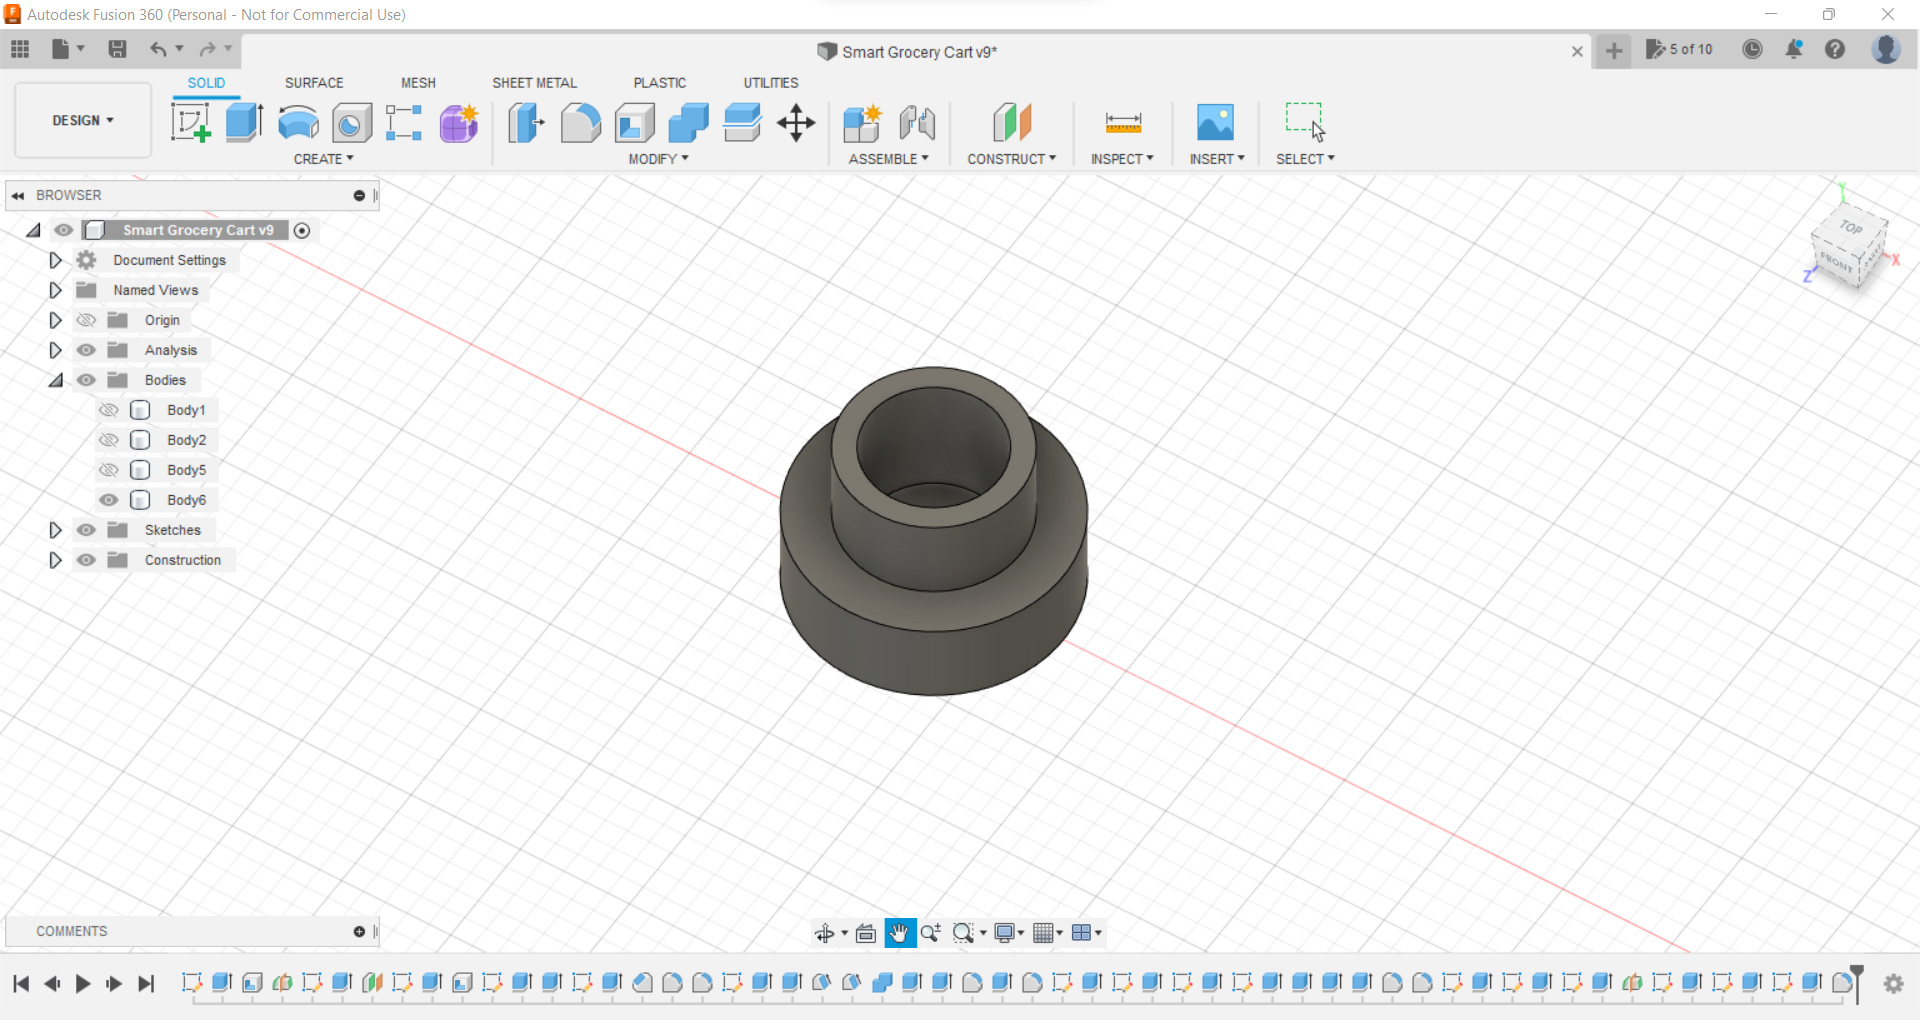 Autodesk Fusion 360 (Personal - Not for Commercial Use)
Smart Grocery Cart v9*
5 of 10
SOLID SURFACE MESH SHEET METAL PLASTIC UTILITIES
DESIGN
CREATE MODIFY ASSEMBLE CONSTRUCT INSPECT INSERT SELECT
BROWSER
Smart Grocery Cart v9
Document Settings
Named Views
Origin
Analysis
Bodies
Body1
Body2
Body5
Body6
Sketches
Construction
Y
TOP
FRONT
X
Z
COMMENTS